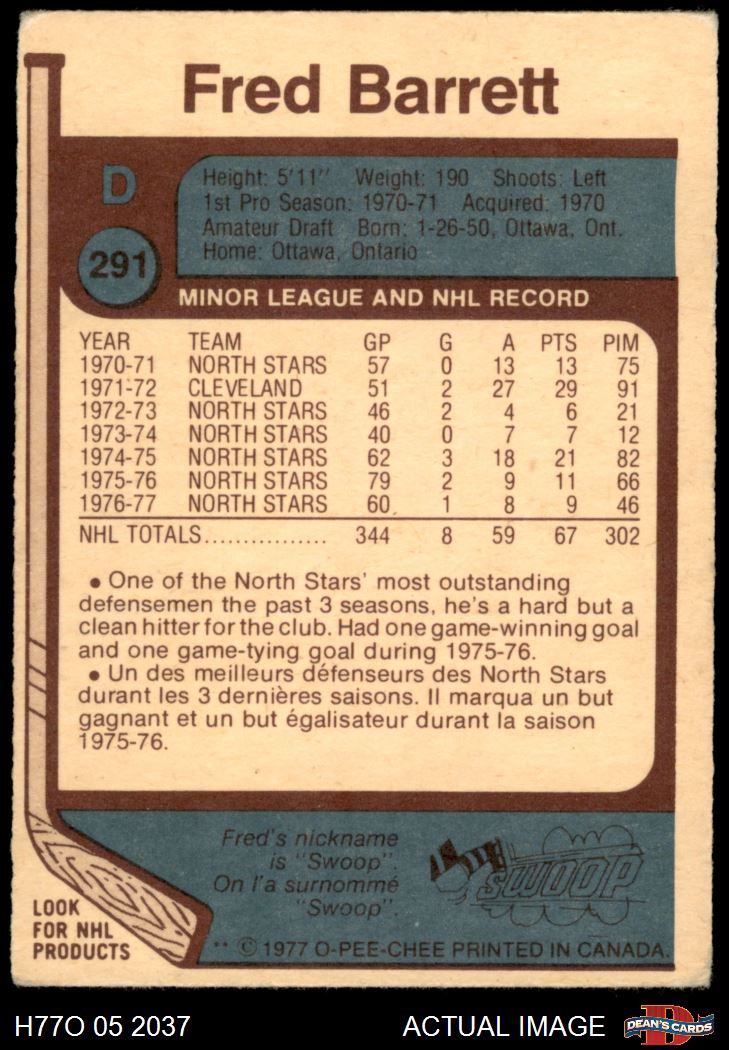 Fred Barrett
D
291
Height: 5'11" Weight: 190 Shoots: Left
1st Pro Season: 1970-71 Acquired: 1970
Amateur Draft Born: 1-26-50, Ottawa, Ont.
Home: Ottawa, Ontario
MINOR LEAGUE AND NHL RECORD
YEAR TEAM GP G A PTS PIM
1970-71 NORTH STARS 57 0 13 13 75
1971-72 CLEVELAND 51 2 27 29 91
1972-73 NORTH STARS 46 2 4 6 21
1973-74 NORTH STARS 40 0 7 7 12
1974-75 NORTH STARS 62 3 18 21 82
1975-76 NORTH STARS 79 2 9 11 66
1976-77 NORTH STARS 60 1 8 9 46
NHL TOTALS................ 344 8 59 67 302
• One of the North Stars' most outstanding
defensemen the past 3 seasons, he's a hard but a
clean hitter for the club. Had one game-winning goal
and one game-tying goal during 1975-76.
• Un des meilleurs défenseurs des North Stars
durant les 3 dernières saisons. Il marqua un but
gagnant et un but égalisateur durant la saison
1975-76.
Fred's nickname
is "Swoop".
On l'a surnommé
"Swoop".
SWOOP
LOOK
FOR NHL
PRODUCTS
** © 1977 O-PEE-CHEE PRINTED IN CANADA.
H77O 05 2037 ACTUAL IMAGE
D
DEAN'S CARDS